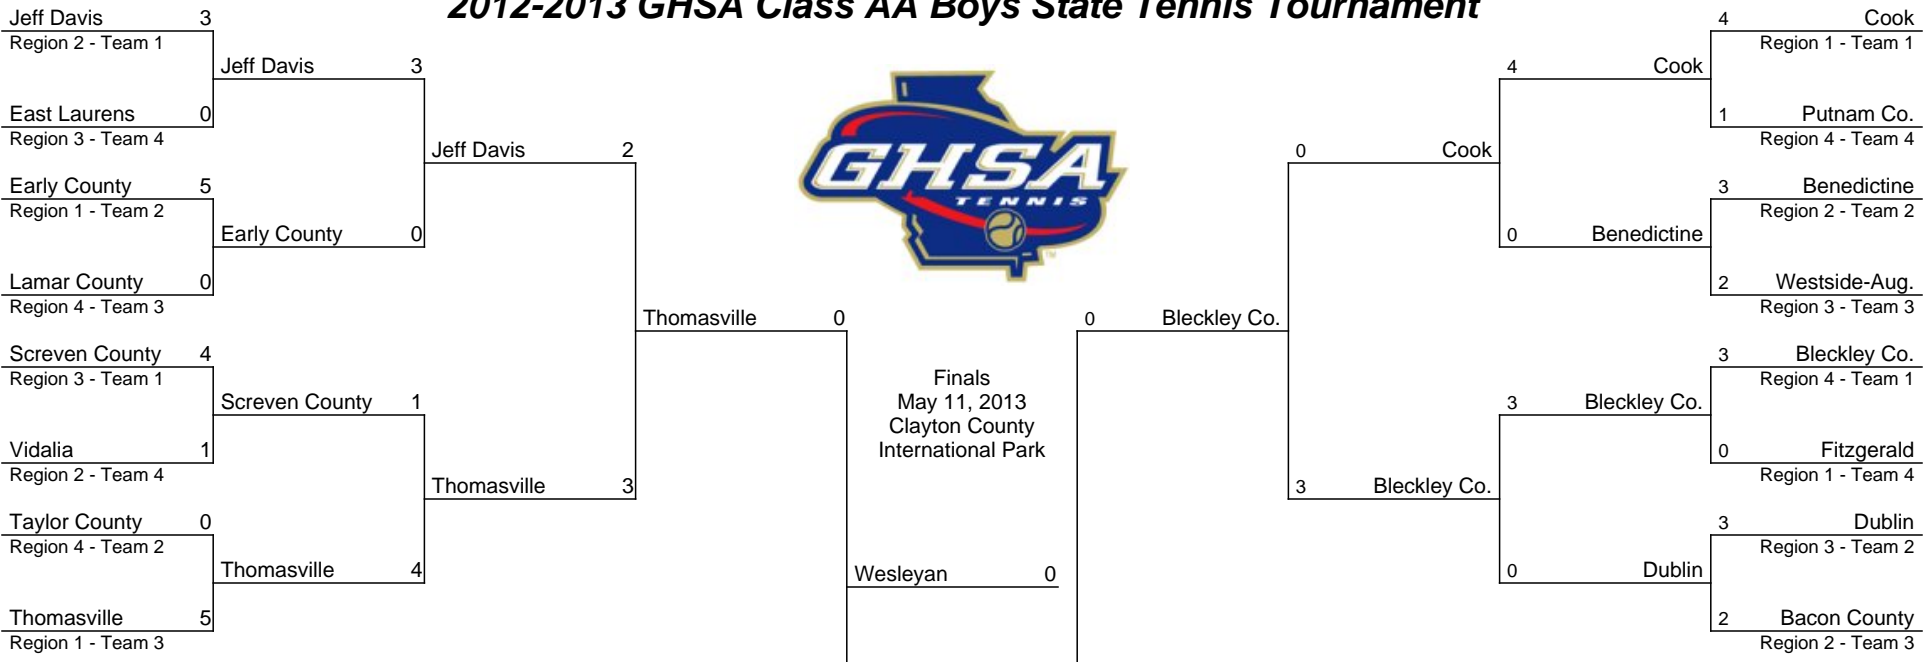 2012-2013 GHSA Class AA Boys State Tennis Tournament
Jeff Davis 3
Region 2 - Team 1
Jeff Davis 3
East Laurens 0
Region 3 - Team 4
Jeff Davis 2
Early County 5
Region 1 - Team 2
Early County 0
Lamar County 0
Region 4 - Team 3
Thomasville 0
Screven County 4
Region 3 - Team 1
Screven County 1
Vidalia 1
Region 2 - Team 4
Thomasville 3
Taylor County 0
Region 4 - Team 2
Thomasville 4
Thomasville 5
Region 1 - Team 3
GHSA
TENNIS
TM
Finals
May 11, 2013
Clayton County
International Park
Wesleyan 0
4 Cook
Region 1 - Team 1
4 Cook
1 Putnam Co.
Region 4 - Team 4
0 Cook
3 Benedictine
Region 2 - Team 2
0 Benedictine
2 Westside-Aug.
Region 3 - Team 3
0 Bleckley Co.
3 Bleckley Co.
Region 4 - Team 1
3 Bleckley Co.
0 Fitzgerald
Region 1 - Team 4
3 Bleckley Co.
3 Dublin
Region 3 - Team 2
0 Dublin
2 Bacon County
Region 2 - Team 3